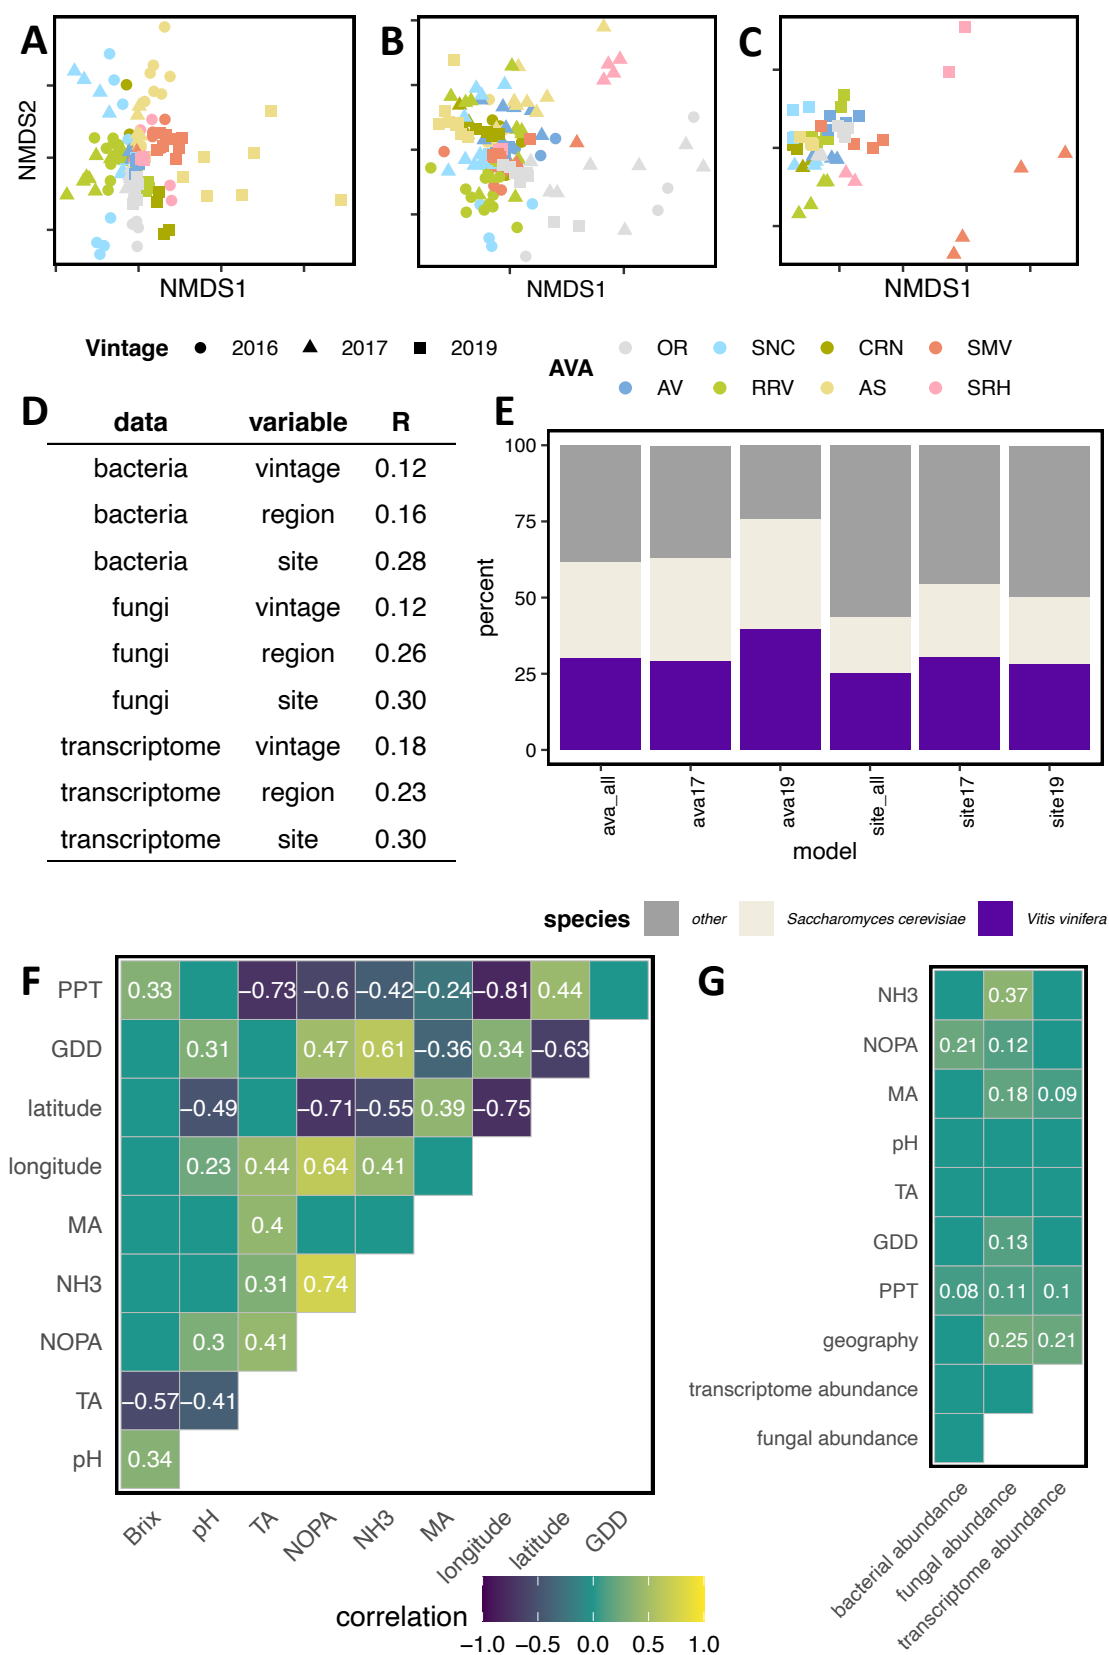 A
B
C
NMDS2
NMDS1
NMDS1
NMDS1
Vintage 2016 2017 2019
AVA
OR SNC CRN SMV
AV RRV AS SRH
D
data variable R
bacteria vintage 0.12
bacteria region 0.16
bacteria site 0.28
fungi vintage 0.12
fungi region 0.26
fungi site 0.30
transcriptome vintage 0.18
transcriptome region 0.23
transcriptome site 0.30
E
percent
100
75
50
25
0
ava_all
ava17
ava19
site_all
site17
site19
model
species other Saccharomyces cerevisiae Vitis vinifera
F
PPT 0.33 −0.73 −0.6 −0.42 −0.24 −0.81 0.44
GDD 0.31 0.47 0.61 −0.36 0.34 −0.63
latitude −0.49 −0.71 −0.55 0.39 −0.75
longitude 0.23 0.44 0.64 0.41
MA 0.4
NH3 0.31 0.74
NOPA 0.3 0.41
TA −0.57 −0.41
pH 0.34
Brix
pH
TA
NOPA
NH3
MA
longitude
latitude
GDD
correlation
−1.0 −0.5 0.0 0.5 1.0
G
NH3 0.37
NOPA 0.21 0.12
MA 0.18 0.09
pH
TA
GDD 0.13
PPT 0.08 0.11 0.1
geography 0.25 0.21
transcriptome abundance
fungal abundance
bacterial abundance
fungal abundance
transcriptome abundance